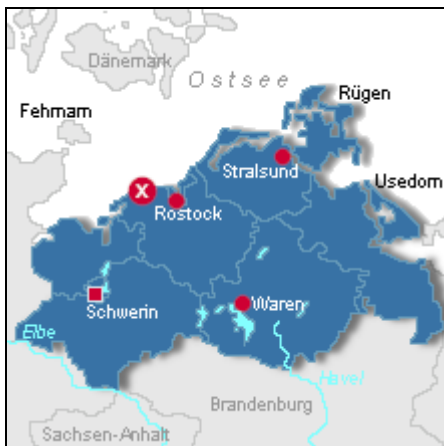 Dänemark
Ostsee
Rügen
Fehmarn
Stralsund
Usedom
X
Rostock
Schwerin
Waren
Elbe
Havel
Brandenburg
Sachsen-Anhalt